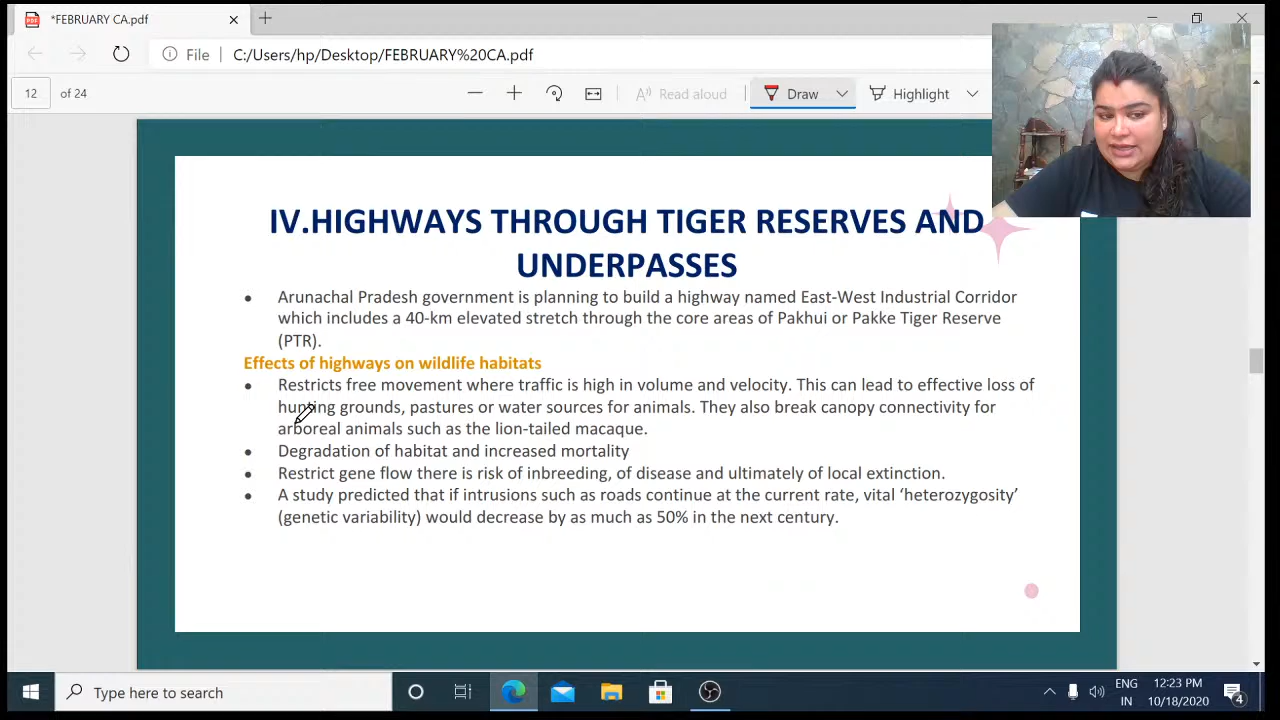 *FEBRUARY CA.pdf
File C:/Users/hp/Desktop/FEBRUARY%20CA.pdf
12 of 24 Read aloud Draw Highlight
IV.HIGHWAYS THROUGH TIGER RESERVES AND
UNDERPASSES
• Arunachal Pradesh government is planning to build a highway named East-West Industrial Corridor
which includes a 40-km elevated stretch through the core areas of Pakhui or Pakke Tiger Reserve
(PTR).
Effects of highways on wildlife habitats
• Restricts free movement where traffic is high in volume and velocity. This can lead to effective loss of
hunting grounds, pastures or water sources for animals. They also break canopy connectivity for
arboreal animals such as the lion-tailed macaque.
• Degradation of habitat and increased mortality
• Restrict gene flow there is risk of inbreeding, of disease and ultimately of local extinction.
• A study predicted that if intrusions such as roads continue at the current rate, vital ‘heterozygosity’
(genetic variability) would decrease by as much as 50% in the next century.
Type here to search
ENG 12:23 PM
IN 10/18/2020 4